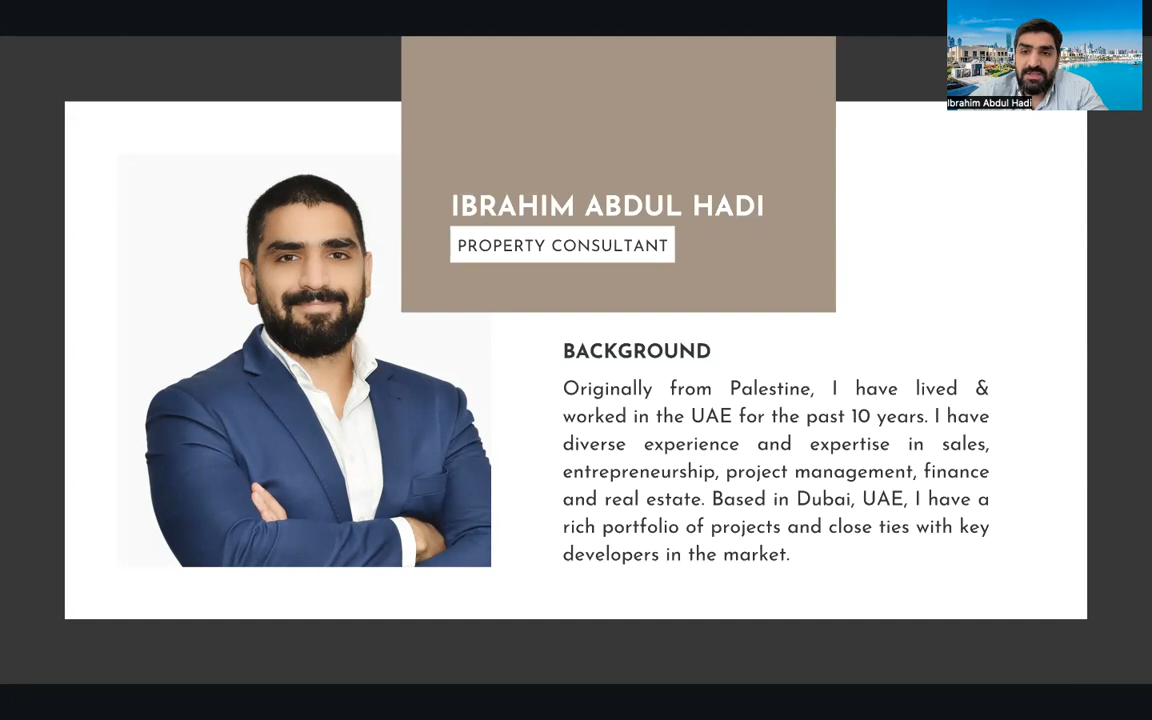 IBRAHIM ABDUL HADI
PROPERTY CONSULTANT
BACKGROUND
Originally from Palestine, I have lived &
worked in the UAE for the past 10 years. I have
diverse experience and expertise in sales,
entrepreneurship, project management, finance
and real estate. Based in Dubai, UAE, I have a
rich portfolio of projects and close ties with key
developers in the market.
Ibrahim Abdul Hadi